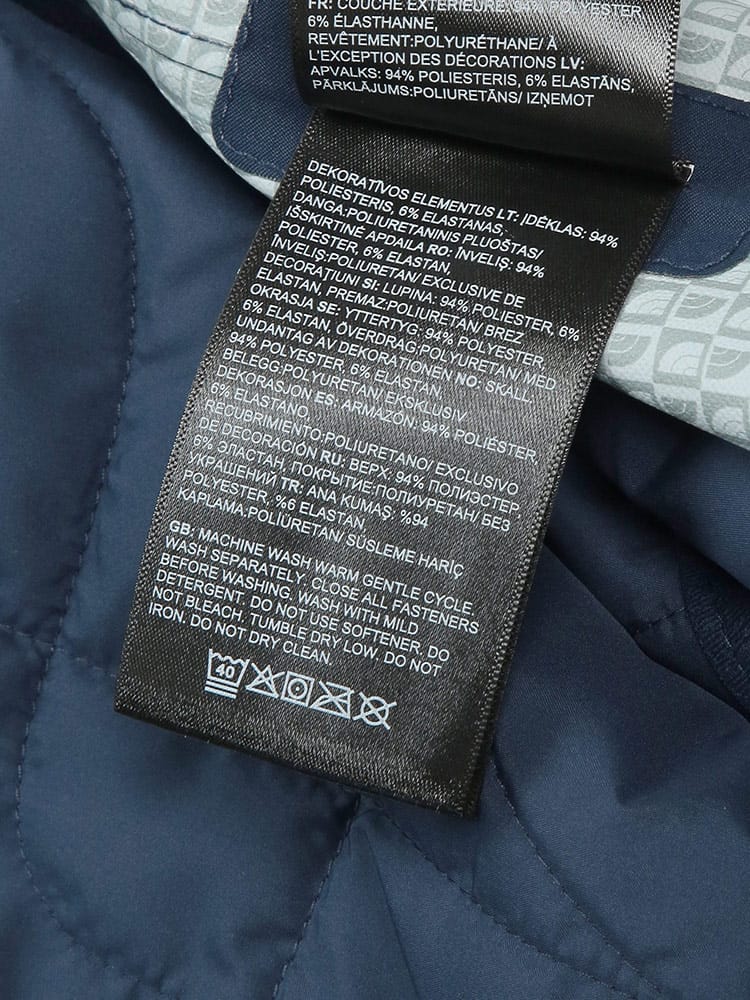 FR: COUCHE EXTÉRIEURE: 94% POLYESTER,
6% ÉLASTHANNE,
REVÊTEMENT:POLYURÉTHANE/ À
L'EXCEPTION DES DÉCORATIONS LV:
APVALKS: 94% POLIESTERIS, 6% ELASTĀNS,
PĀRKLĀJUMS:POLIURETĀNS/ IZŅEMOT
DEKORATĪVOS ELEMENTUS LT: ĮDĖKLAS: 94%
POLIESTERIS, 6% ELASTANAS,
DANGA:POLIURETANINIS PLUOŠTAS/
IŠSKIRTINĖ APDAILA RO: ÎNVELIȘ: 94%
POLIESTER, 6% ELASTAN,
ÎNVELIȘ:POLIURETAN/ EXCLUSIVE DE
DECORAȚIUNI SI: LUPINA: 94% POLIESTER, 6%
ELASTAN, PREMAZ:POLIURETAN/ BREZ
OKRASJA SE: YTTERTYG: 94% POLYESTER,
6% ELASTAN, ÖVERDRAG:POLYURETAN/ MED
UNDANTAG AV DEKORATIONEN NO: SKALL:
94% POLYESTER, 6% ELASTAN,
BELEGG:POLYURETAN/ EKSKLUSIV
DEKORASJON ES: ARMAZÓN: 94% POLIÉSTER,
6% ELASTANO,
RECUBRIMIENTO:POLIURETANO/ EXCLUSIVO
DE DECORACIÓN RU: ВЕРХ: 94% ПОЛИЭСТЕР,
6% ЭЛАСТАН, ПОКРЫТИЕ:ПОЛИУРЕТАН/ БЕЗ
УКРАШЕНИЙ TR: ANA KUMAŞ: %94
POLYESTER, %6 ELASTAN,
KAPLAMA:POLİURETAN/ SÜSLEME HARİÇ
GB: MACHINE WASH WARM GENTLE CYCLE.
WASH SEPARATELY. CLOSE ALL FASTENERS
BEFORE WASHING. WASH WITH MILD
DETERGENT. DO NOT USE SOFTENER. DO
NOT BLEACH. TUMBLE DRY LOW. DO NOT
IRON. DO NOT DRY CLEAN.
40